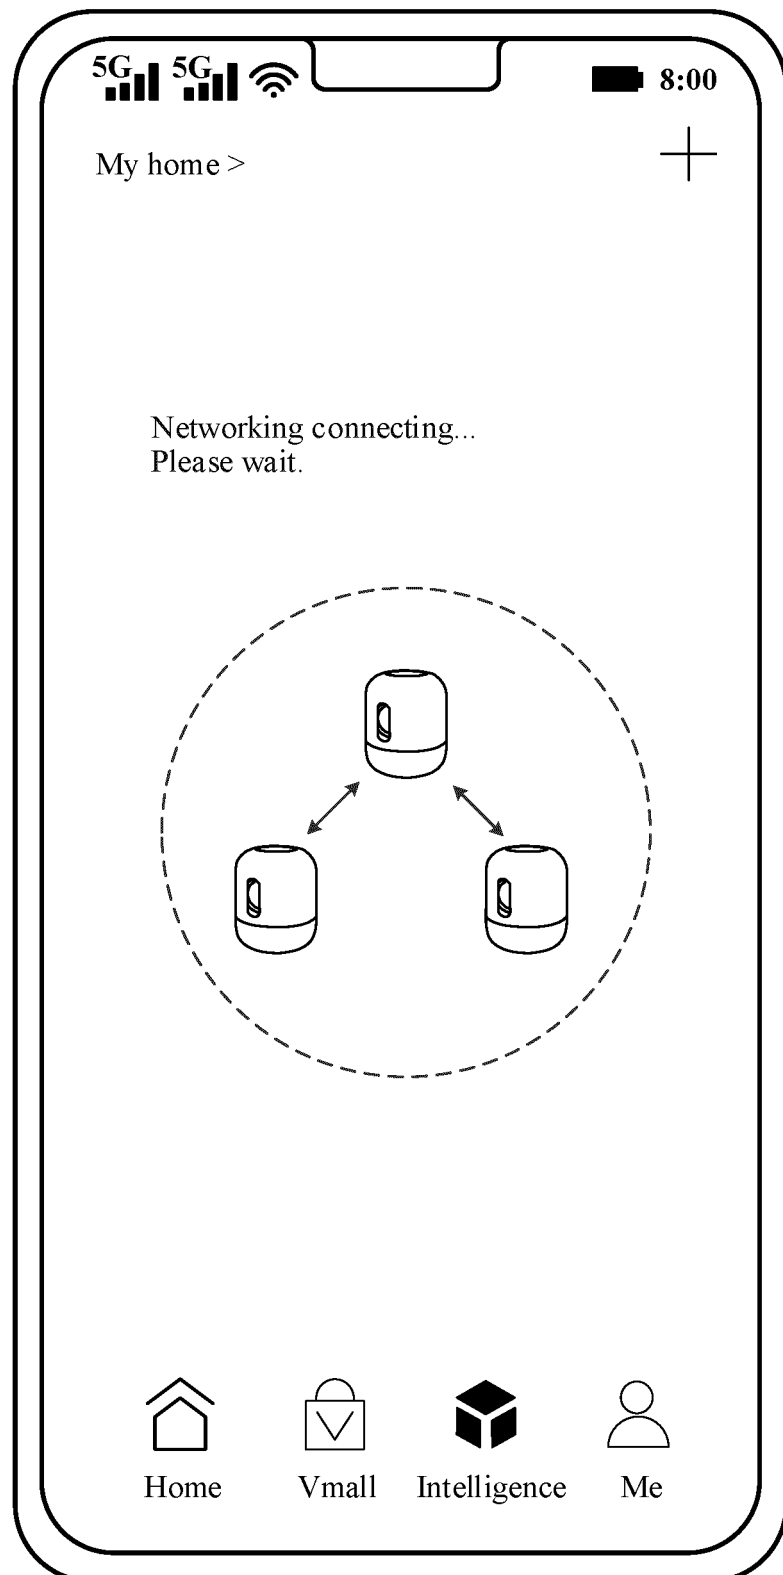 5G 5G 8:00
My home >
Networking connecting...
Please wait.
Home Vmall Intelligence Me